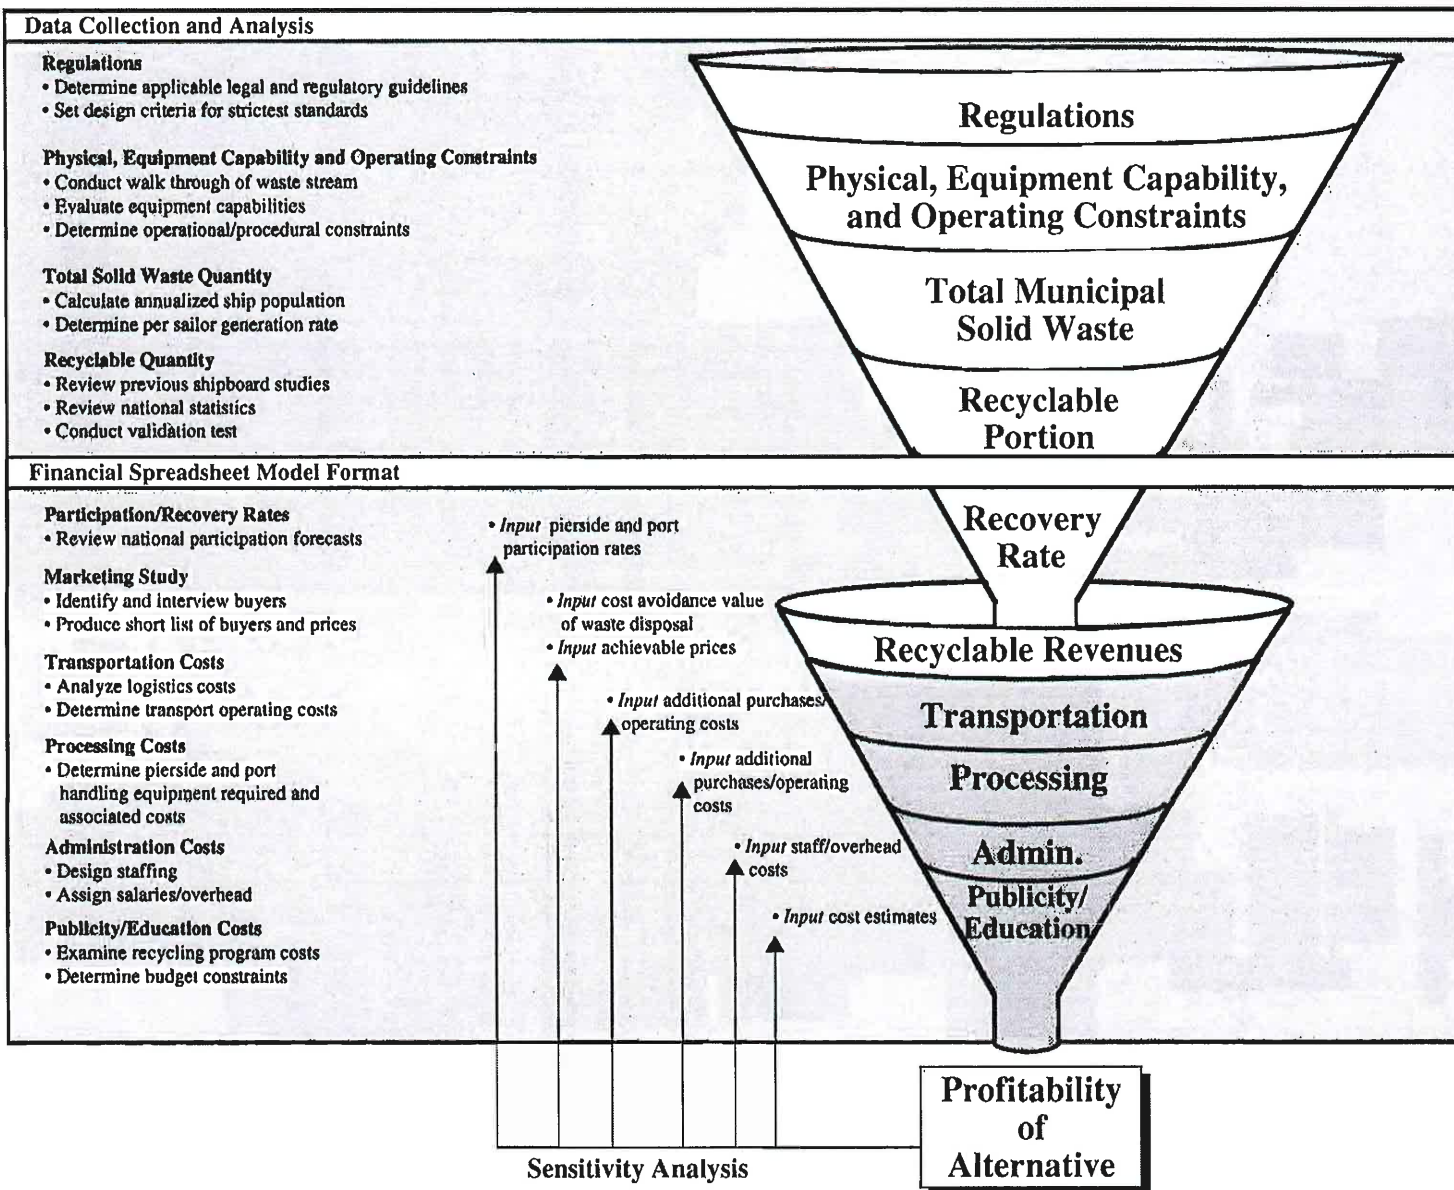 Data Collection and Analysis
Regulations
• Determine applicable legal and regulatory guidelines
• Set design criteria for strictest standards
Physical, Equipment Capability and Operating Constraints
• Conduct walk through of waste stream
• Evaluate equipment capabilities
• Determine operational/procedural constraints
Total Solid Waste Quantity
• Calculate annualized ship population
• Determine per sailor generation rate
Recyclable Quantity
• Review previous shipboard studies
• Review national statistics
• Conduct validation test
Regulations
Physical, Equipment Capability,
and Operating Constraints
Total Municipal
Solid Waste
Recyclable
Portion
Financial Spreadsheet Model Format
Participation/Recovery Rates
• Review national participation forecasts
Marketing Study
• Identify and interview buyers
• Produce short list of buyers and prices
Transportation Costs
• Analyze logistics costs
• Determine transport operating costs
Processing Costs
• Determine pierside and port
handling equipment required and
associated costs
Administration Costs
• Design staffing
• Assign salaries/overhead
Publicity/Education Costs
• Examine recycling program costs
• Determine budget constraints
• Input pierside and port
participation rates
• Input cost avoidance value
of waste disposal
• Input achievable prices
• Input additional purchases/
operating costs
• Input additional
purchases/operating
costs
• Input staff/overhead
costs
• Input cost estimates
Recovery
Rate
Recyclable Revenues
Transportation
Processing
Admin.
Publicity/
Education
Profitability
of
Alternative
Sensitivity Analysis